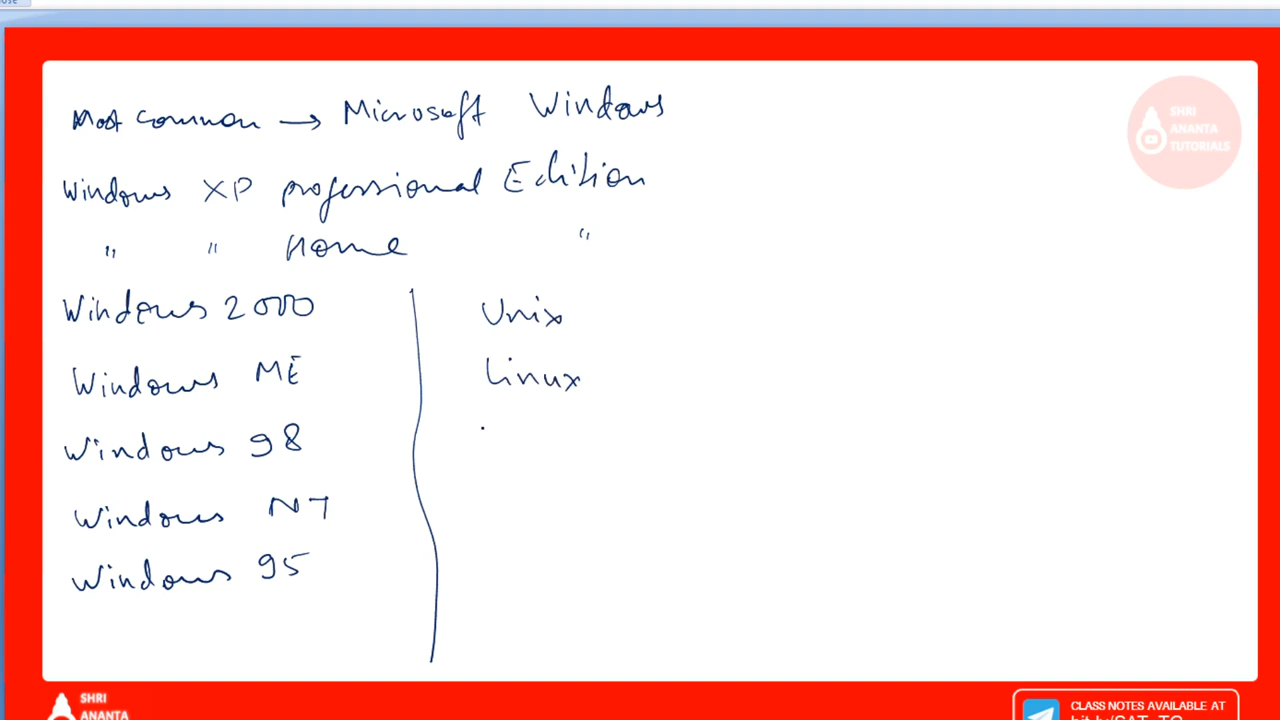 Most common → Microsoft Windows
Windows XP professional Edition
" " Home "
Windows 2000
Windows ME
Windows 98
Windows NT
Windows 95
Unix
Linux
SHRI
ANANTA
TUTORIALS
SHRI
ANANTA
CLASS NOTES AVAILABLE AT